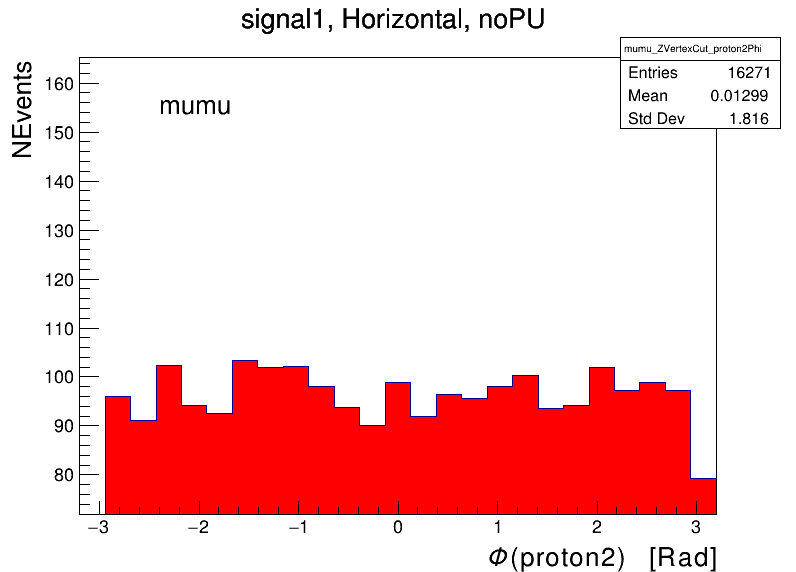 signal1, Horizontal, noPU
mumu_ZVertexCut_proton2Phi
Entries 16271
Mean 0.01299
Std Dev 1.816
NEvents
mumu
160
150
140
130
120
110
100
90
80
−3 −2 −1 0 1 2 3
Φ(proton2) [Rad]